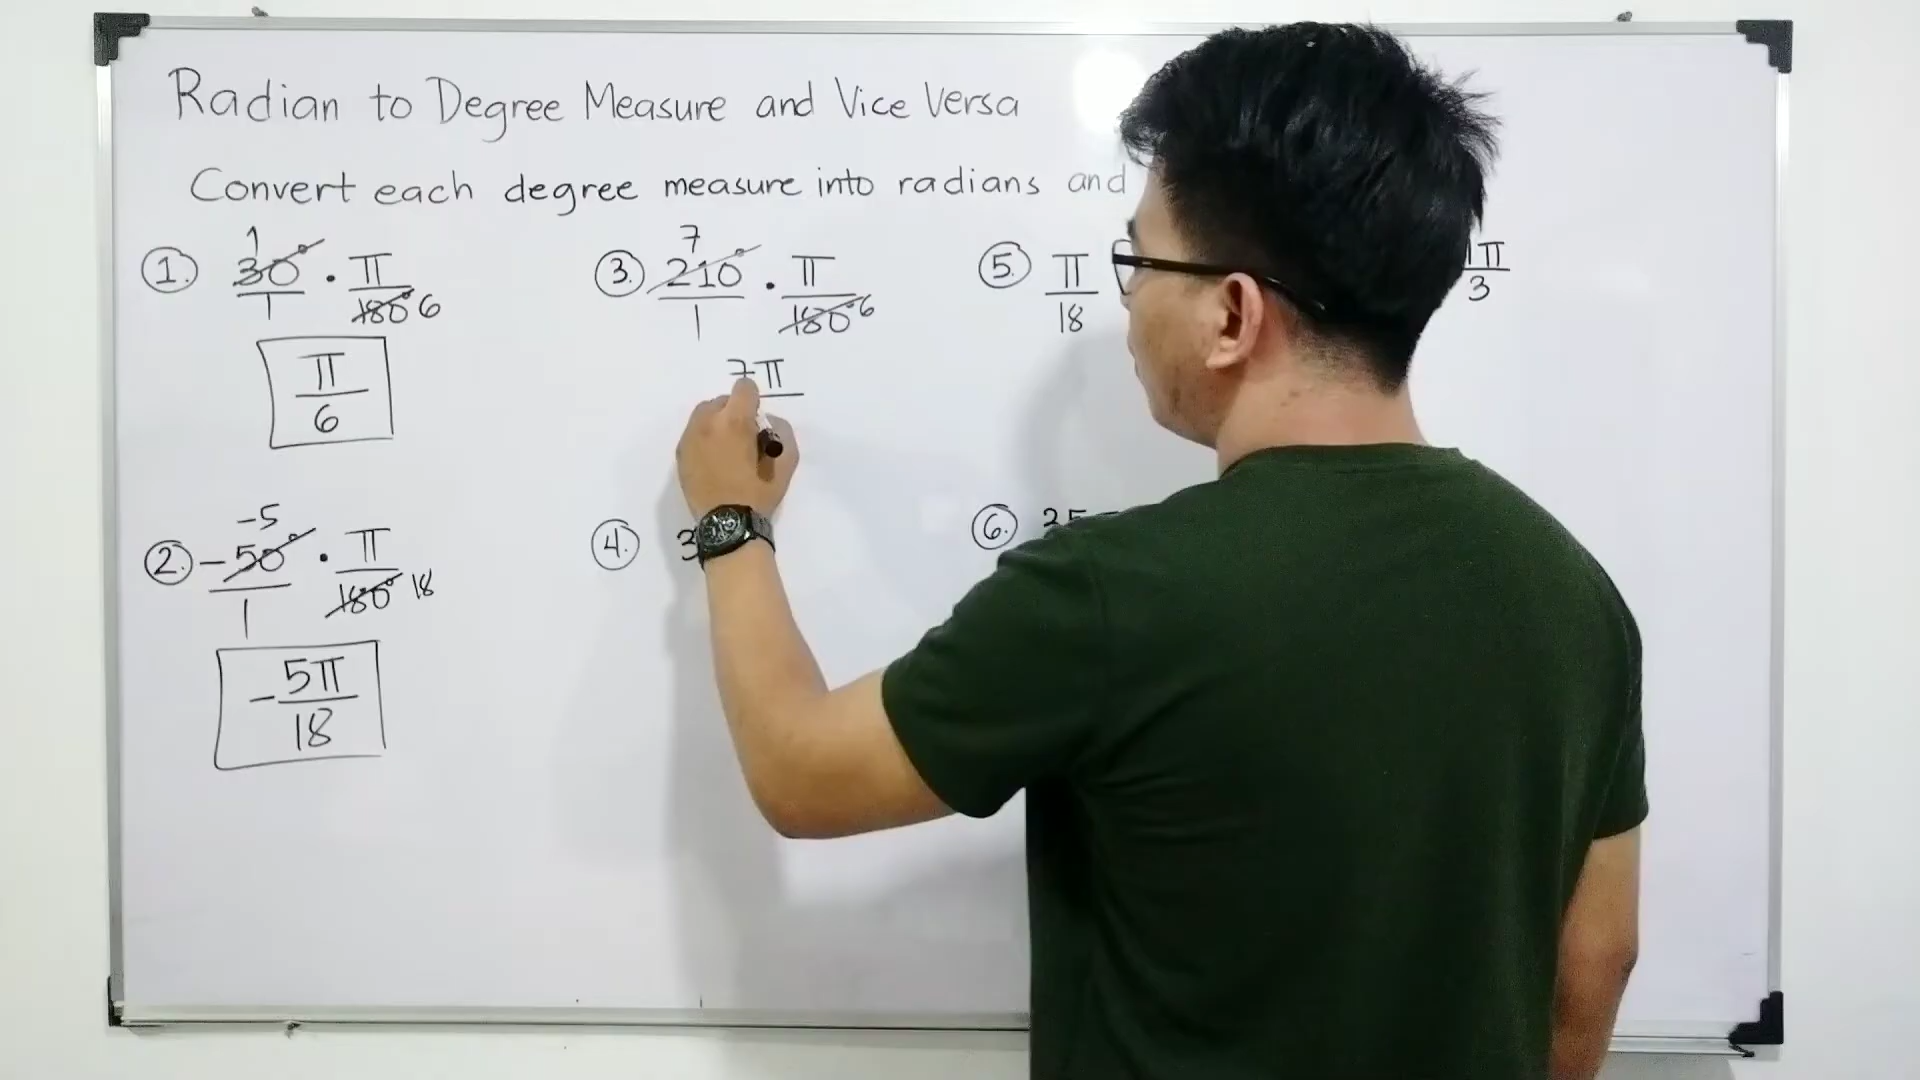 Radian to Degree Measure and Vice Versa
Convert each degree measure into radians and
1. 30°/1 · π/180° 1 6
π/6
2. -50°/1 · π/180° -5 18
-5π/18
3. 210°/1 · π/180° 7 6
7π
4. 3
5. π/18
π/3
6. 35